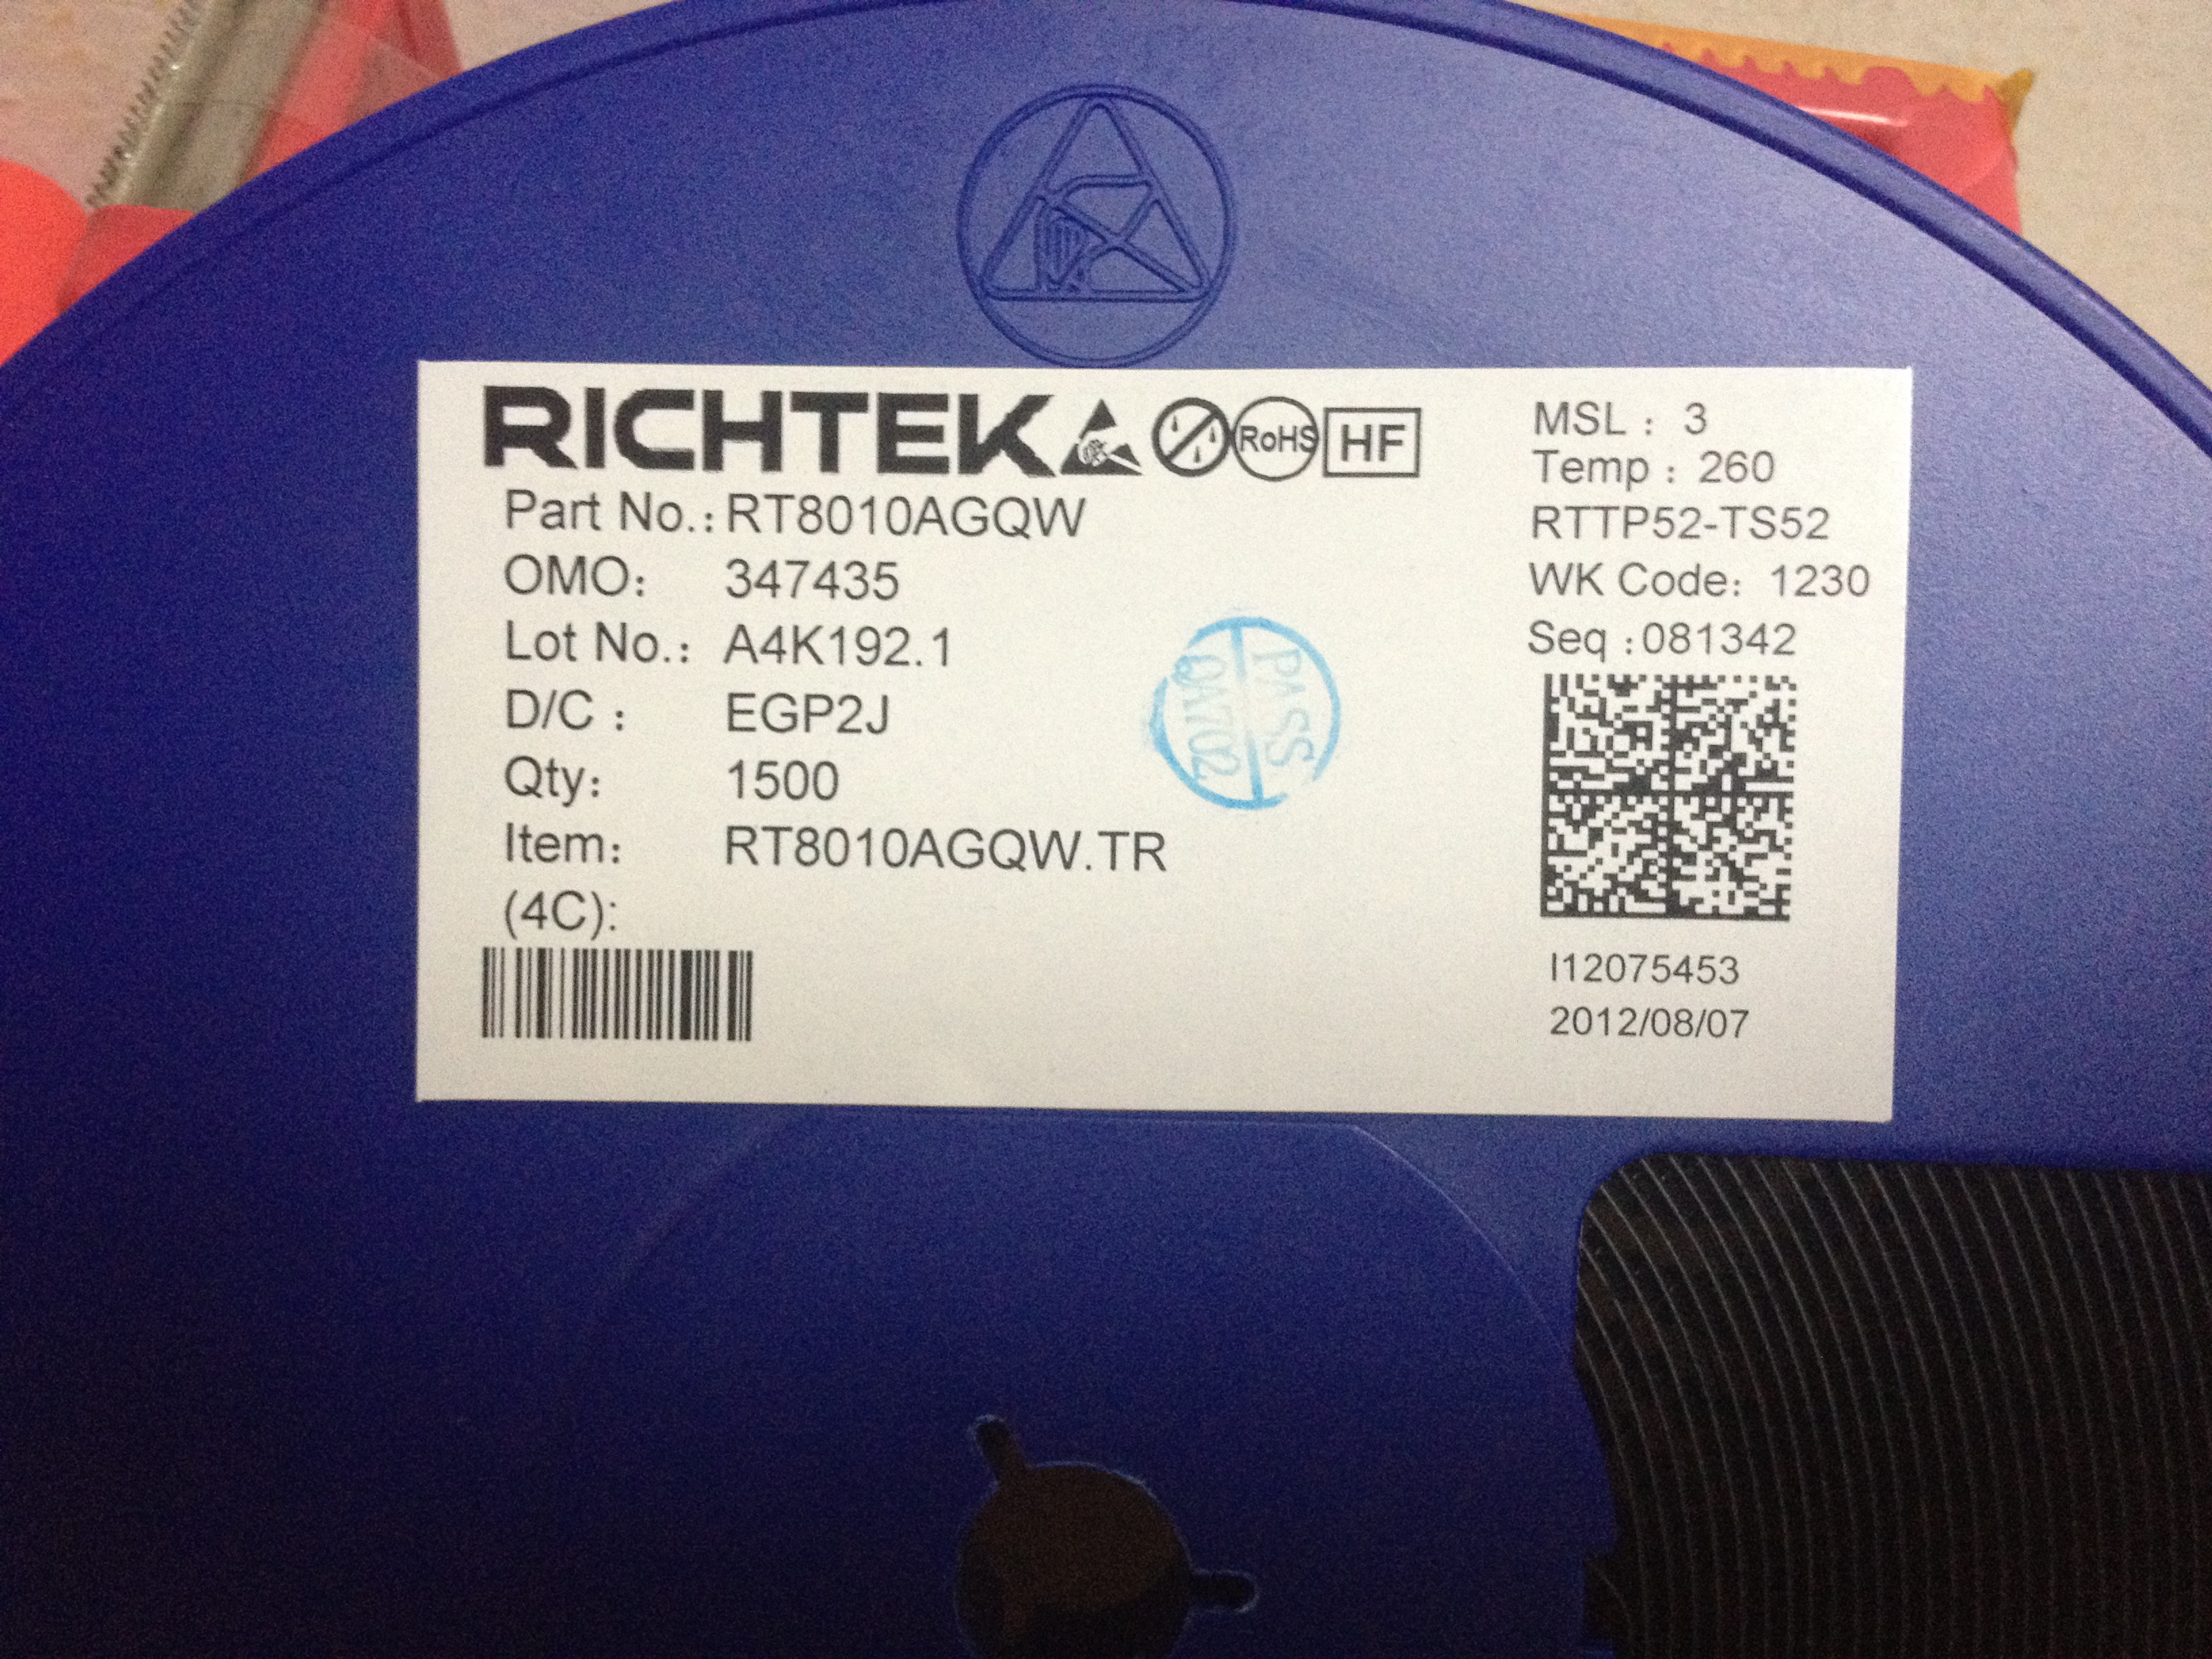 RICHTEK RoHS HF
Part No.: RT8010AGQW
OMO: 347435
Lot No.: A4K192.1
D/C : EGP2J
Qty: 1500
Item: RT8010AGQW.TR
(4C):
PASS
QA702
MSL : 3
Temp : 260
RTTP52-TS52
WK Code: 1230
Seq :081342
I12075453
2012/08/07